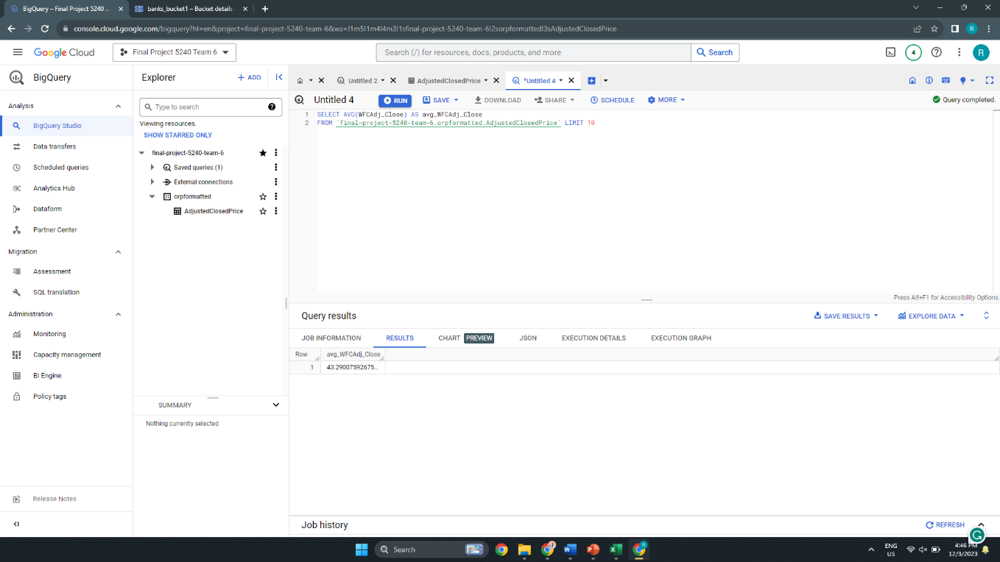 BigQuery – Final Project 5240 ...
banks_bucket1 – Bucket details
console.cloud.google.com/bigquery?hl=en&project=final-project-5240-team-6&ws=!1m5!1m4!4m3!1sfinal-project-5240-team-6!2sorpformatted!3sAdjustedClosedPrice
R
Google Cloud
Final Project 5240 Team 6
Search (/) for resources, docs, products, and more
Search
4
R
BigQuery
Analysis
BigQuery Studio
Data transfers
Scheduled queries
Analytics Hub
Dataform
Partner Center
Migration
Assessment
SQL translation
Administration
Monitoring
Capacity management
BI Engine
Policy tags
Release Notes
Explorer
+ ADD
Type to search
Viewing resources.
SHOW STARRED ONLY
final-project-5240-team-6
Saved queries (1)
External connections
orpformatted
AdjustedClosedPrice
SUMMARY
Nothing currently selected
Untitled 2
AdjustedClosedPrice
*Untitled 4
Untitled 4
RUN
SAVE
DOWNLOAD
SHARE
SCHEDULE
MORE
Query completed.
1 SELECT AVG(WFCAdj_Close) AS avg_WFCAdj_Close
2 FROM `final-project-5240-team-6.orpformatted.AdjustedClosedPrice` LIMIT 10
Press Alt+F1 for Accessibility Options.
Query results
SAVE RESULTS
EXPLORE DATA
JOB INFORMATION
RESULTS
CHART PREVIEW
JSON
EXECUTION DETAILS
EXECUTION GRAPH
Row avg_WFCAdj_Close
1 43.29007592675...
Job history
REFRESH
Search
R
ENG
US
4:46 PM
12/3/2023